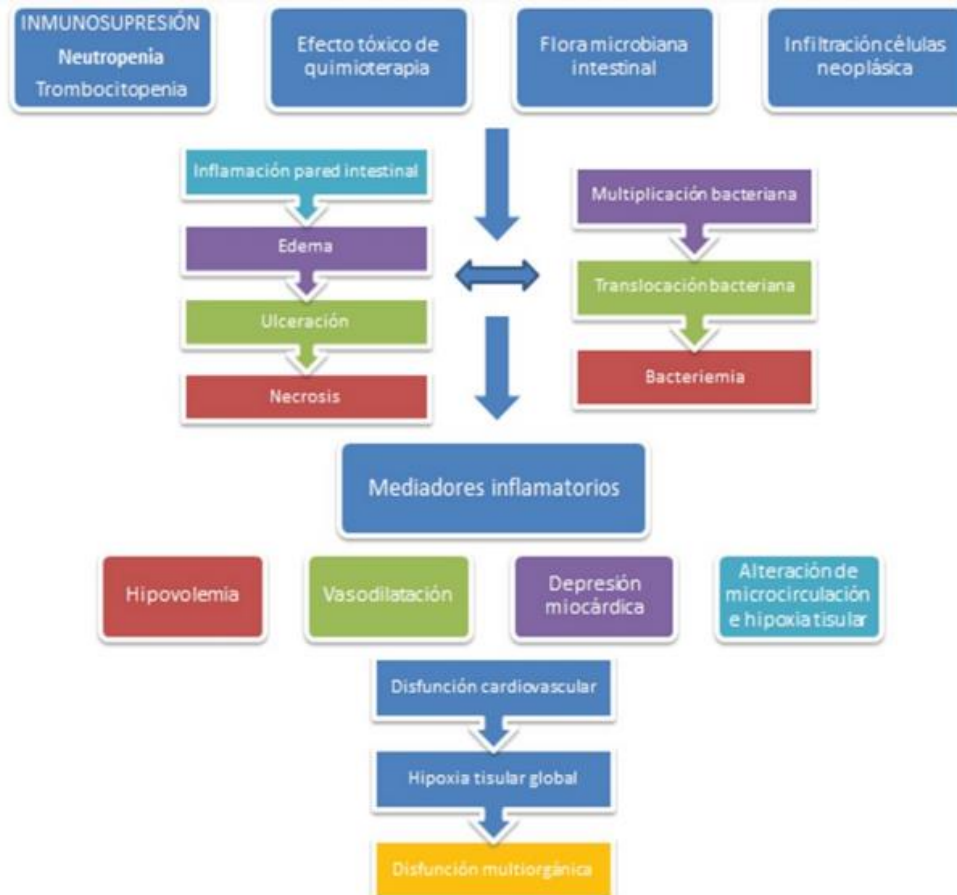 INMUNOSUPRESIÓN
Neutropenía
Trombocitopenia
Efecto tóxico de
quimioterapia
Flora microbiana
intestinal
Infiltración células
neoplásica
Inflamación pared intestinal
Edema
Ulceración
Necrosis
Multiplicación bacteriana
Translocación bacteriana
Bacteriemia
Mediadores inflamatorios
Hipovolemia
Vasodilatación
Depresión
miocárdica
Alteración de
microcirculación
e hipoxia tisular
Disfunción cardiovascular
Hipoxia tisular global
Disfunción multiorgánica